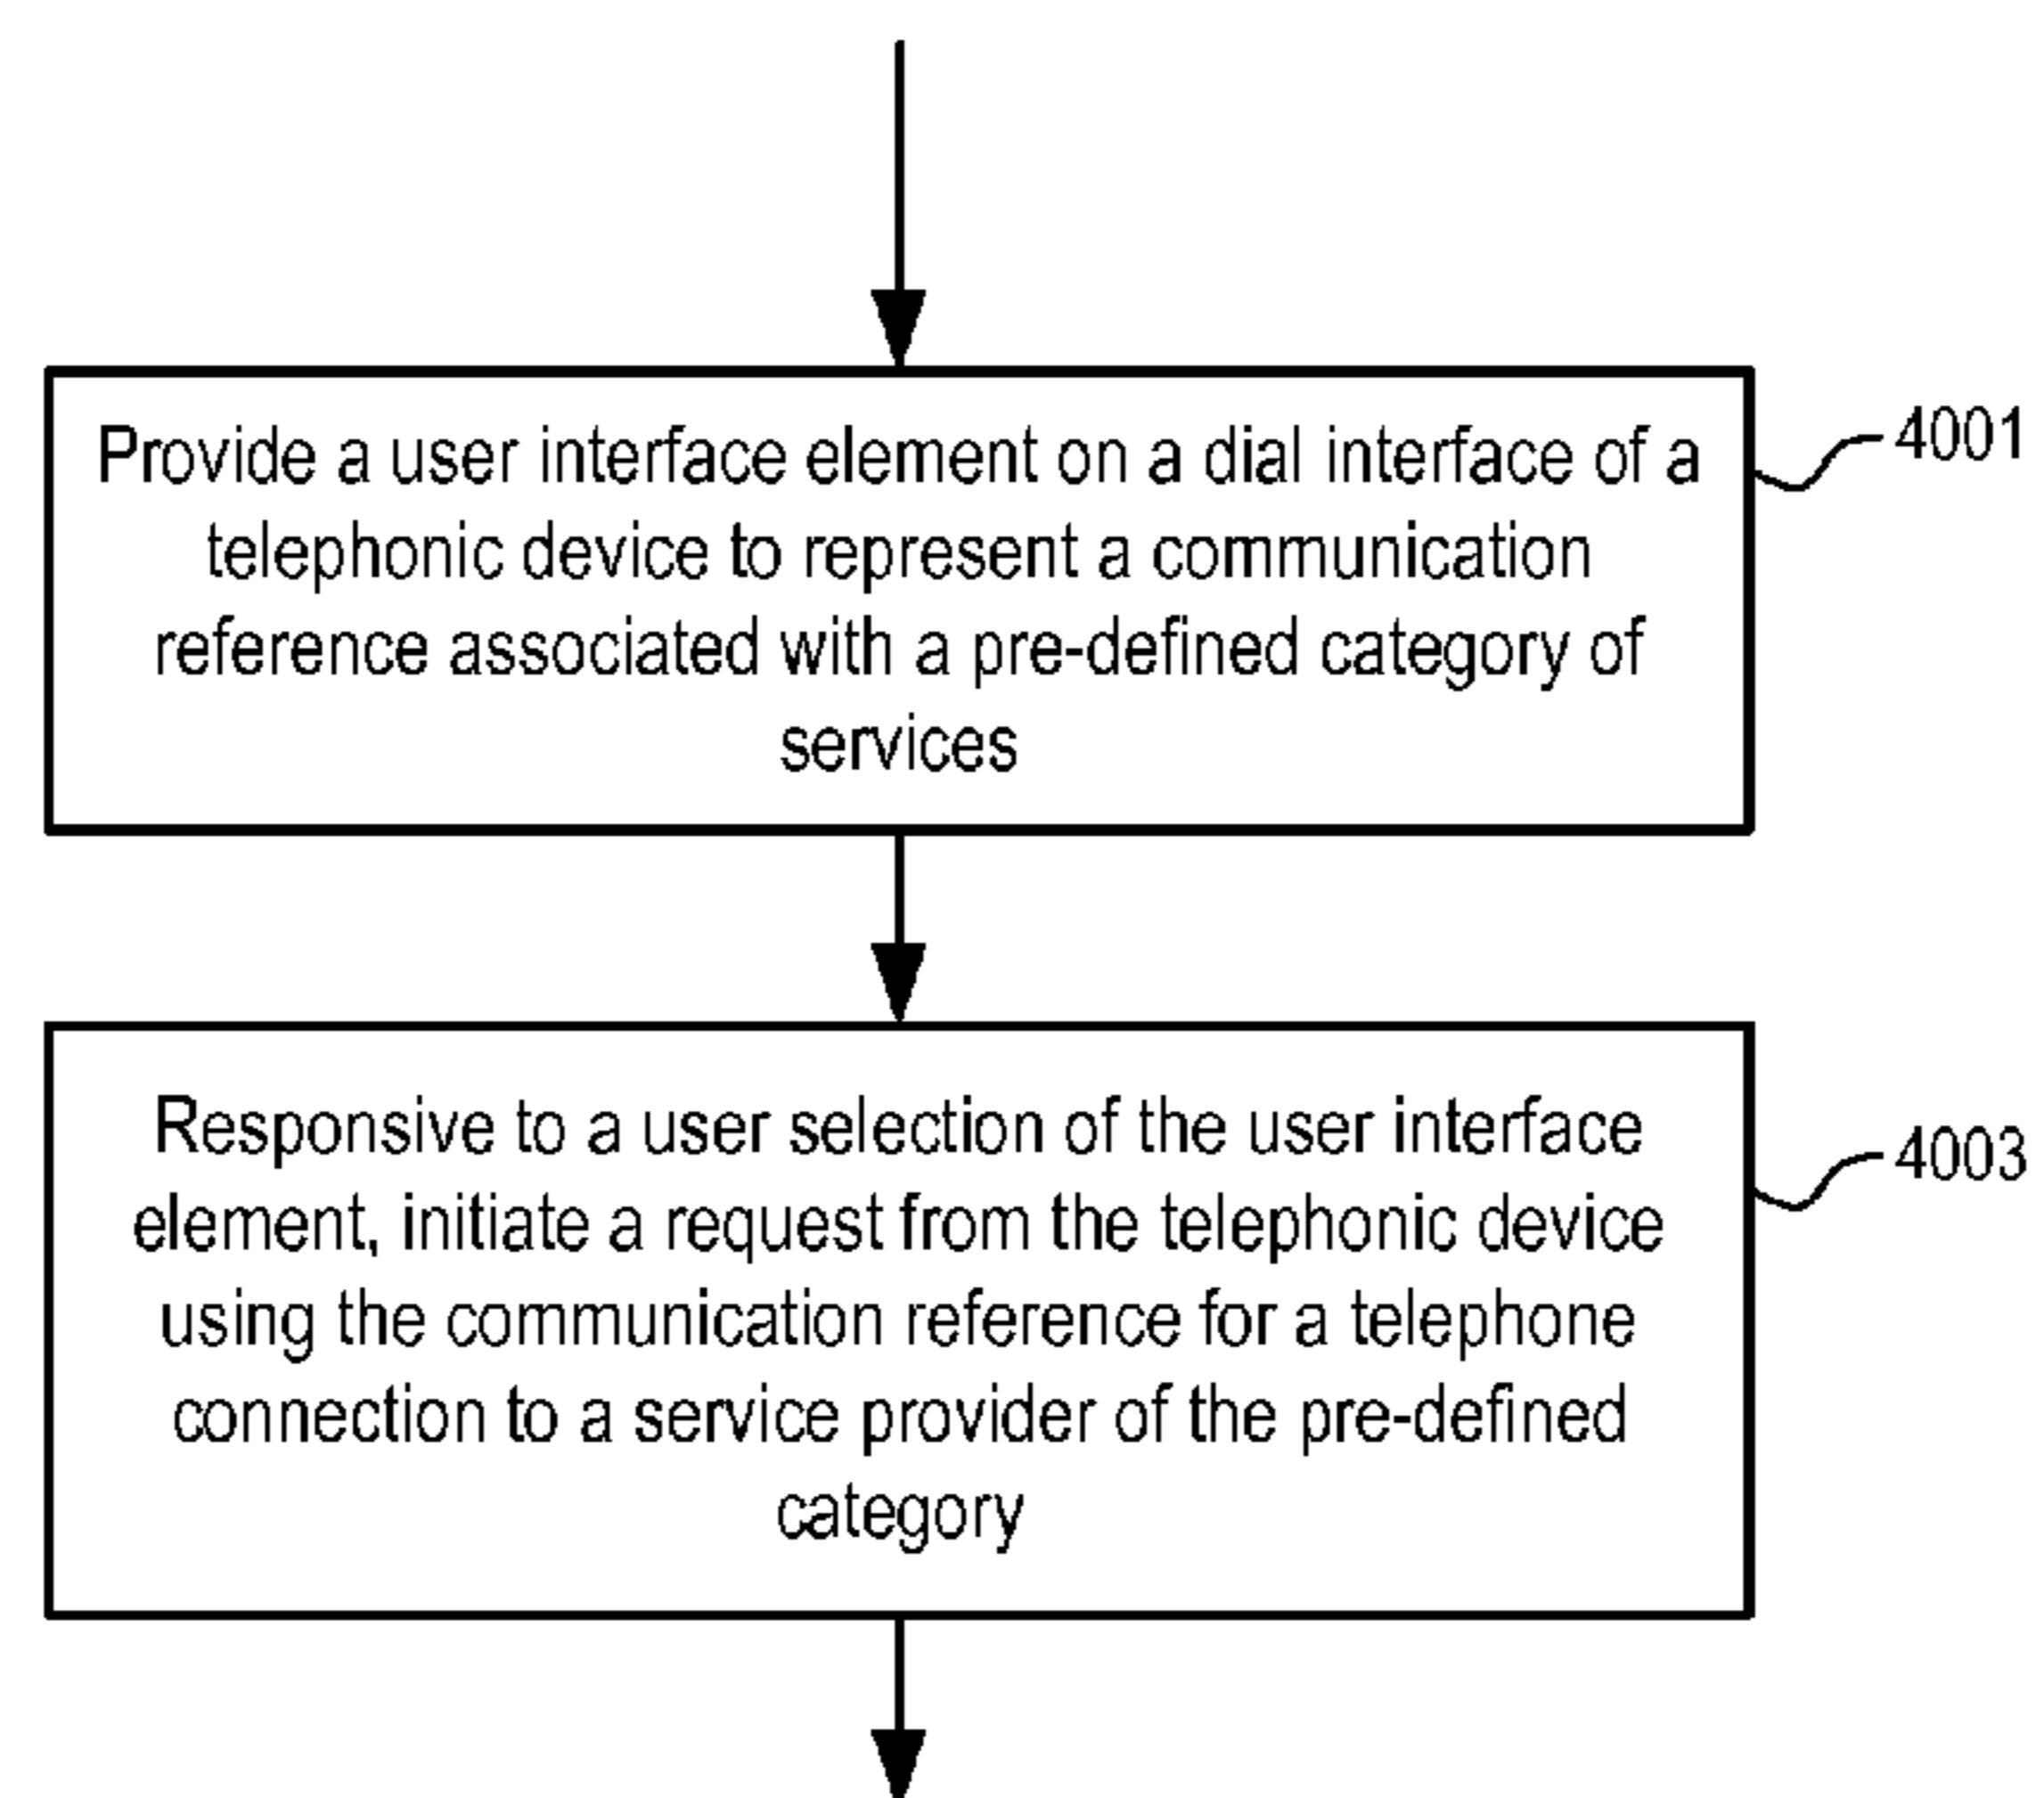 Provide a user interface element on a dial interface of a
telephonic device to represent a communication
reference associated with a pre-defined category of
services
4001
Responsive to a user selection of the user interface
element, initiate a request from the telephonic device
using the communication reference for a telephone
connection to a service provider of the pre-defined
category
4003